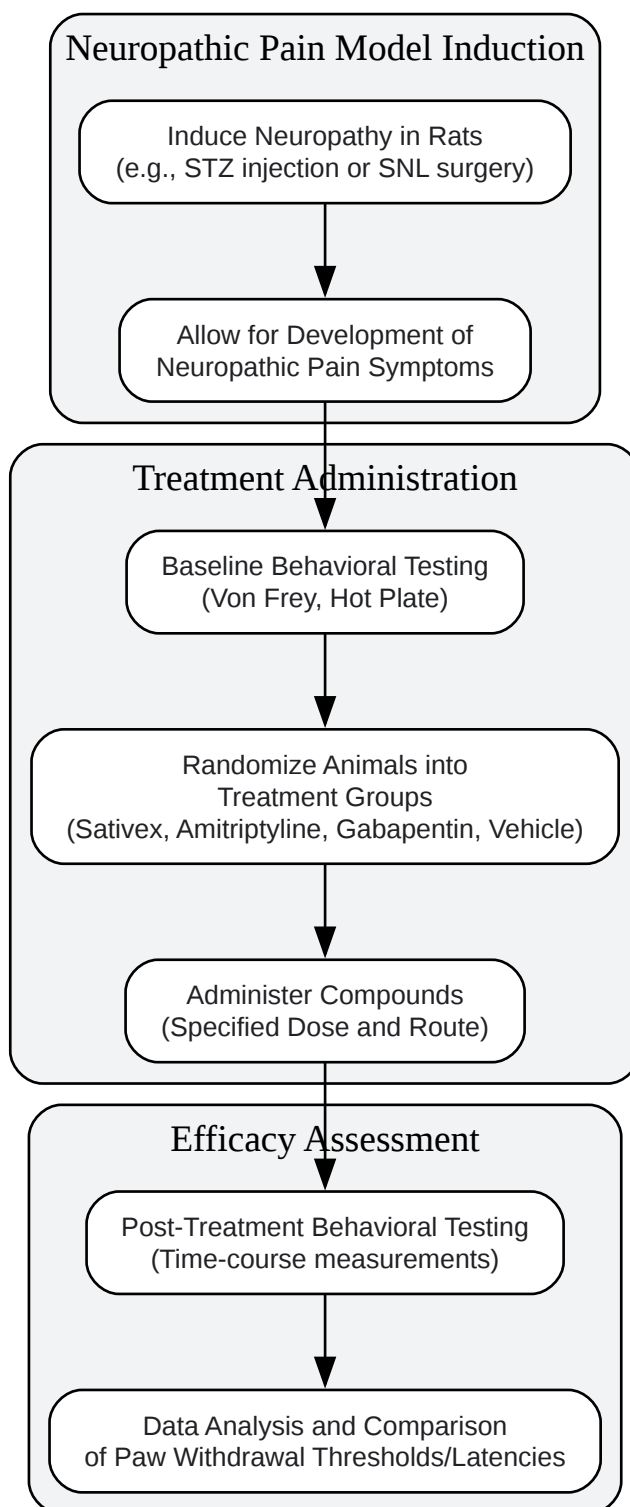 Neuropathic Pain Model Induction
Induce Neuropathy in Rats
(e.g., STZ injection or SNL surgery)
Allow for Development of
Neuropathic Pain Symptoms
Treatment Administration
Baseline Behavioral Testing
(Von Frey, Hot Plate)
Randomize Animals into
Treatment Groups
(Sativex, Amitriptyline, Gabapentin, Vehicle)
Administer Compounds
(Specified Dose and Route)
Efficacy Assessment
Post-Treatment Behavioral Testing
(Time-course measurements)
Data Analysis and Comparison
of Paw Withdrawal Thresholds/Latencies